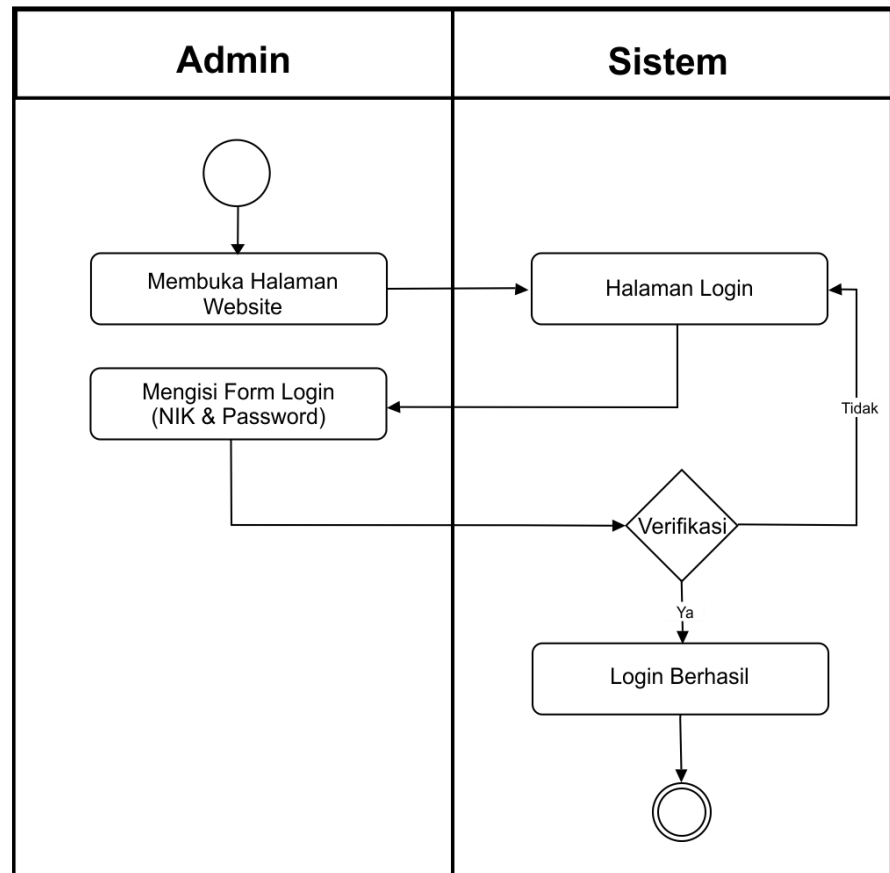 Admin
Sistem
Membuka Halaman
Website
Halaman Login
Mengisi Form Login
(NIK & Password)
Tidak
Verifikasi
Ya
Login Berhasil